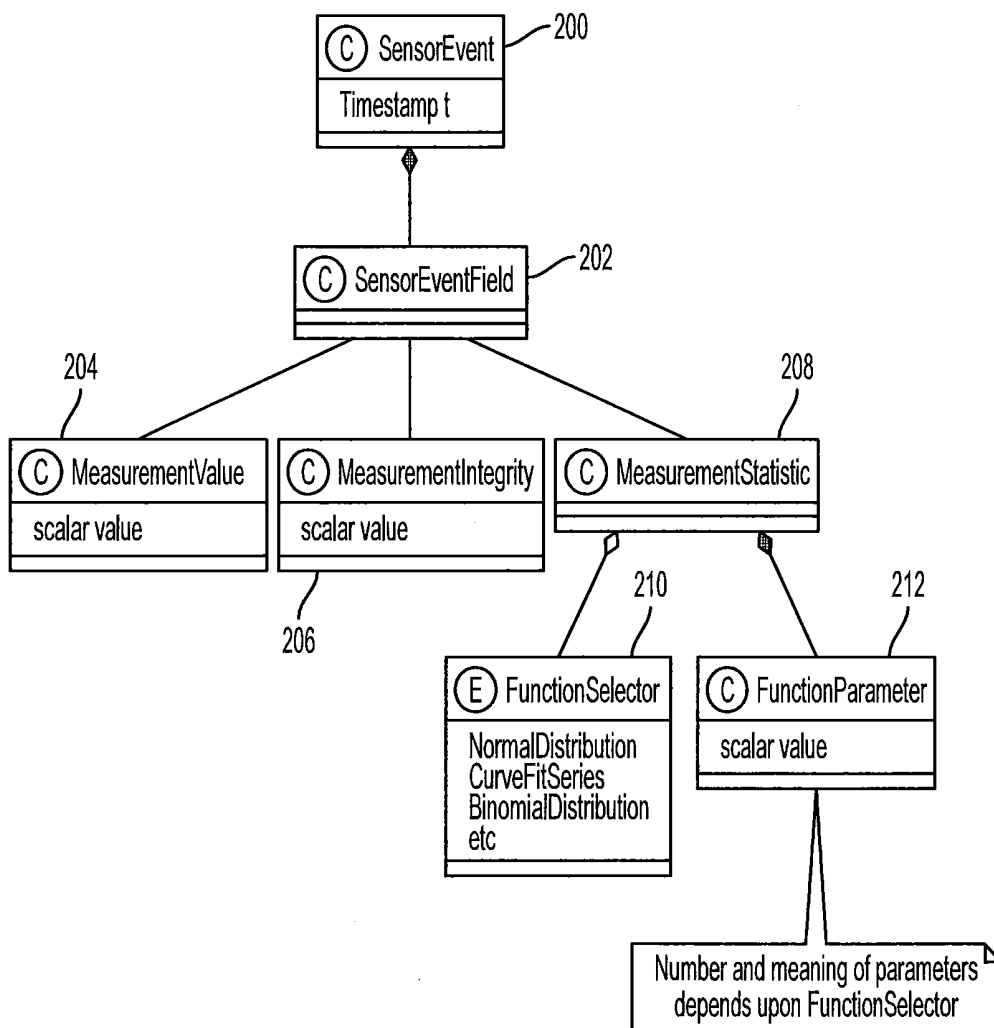 200
C SensorEvent
Timestamp t
202
C SensorEventField
204
208
C MeasurementValue
scalar value
C MeasurementIntegrity
scalar value
C MeasurementStatistic
206
210
212
E FunctionSelector
NormalDistribution
CurveFitSeries
BinomialDistribution
etc
C FunctionParameter
scalar value
Number and meaning of parameters
depends upon FunctionSelector